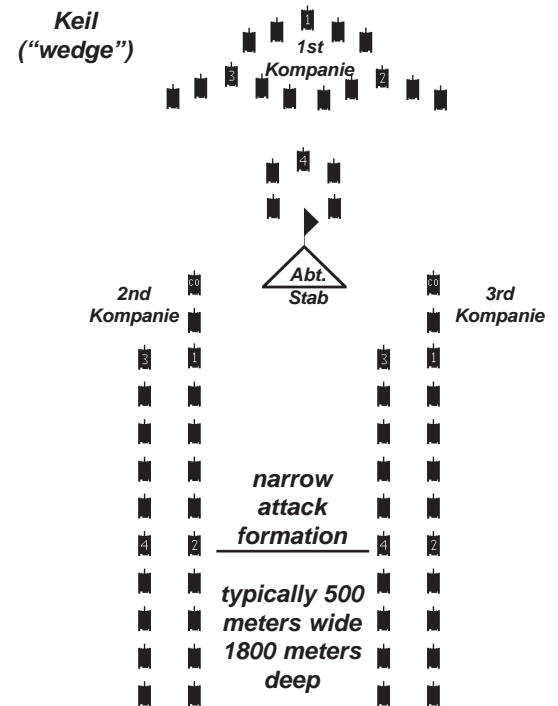 Keil
("wedge")
1
1st
Kompanie
3
2
4
Abt.
Stab
CO
CO
2nd
Kompanie
3rd
Kompanie
3
1
3
1
narrow
attack
formation
4
2
4
2
typically 500
meters wide
1800 meters
deep